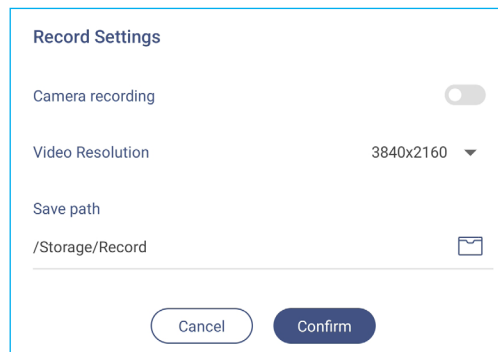 Record Settings
Camera recording
Video Resolution 3840x2160
Save path
/Storage/Record
Cancel Confirm